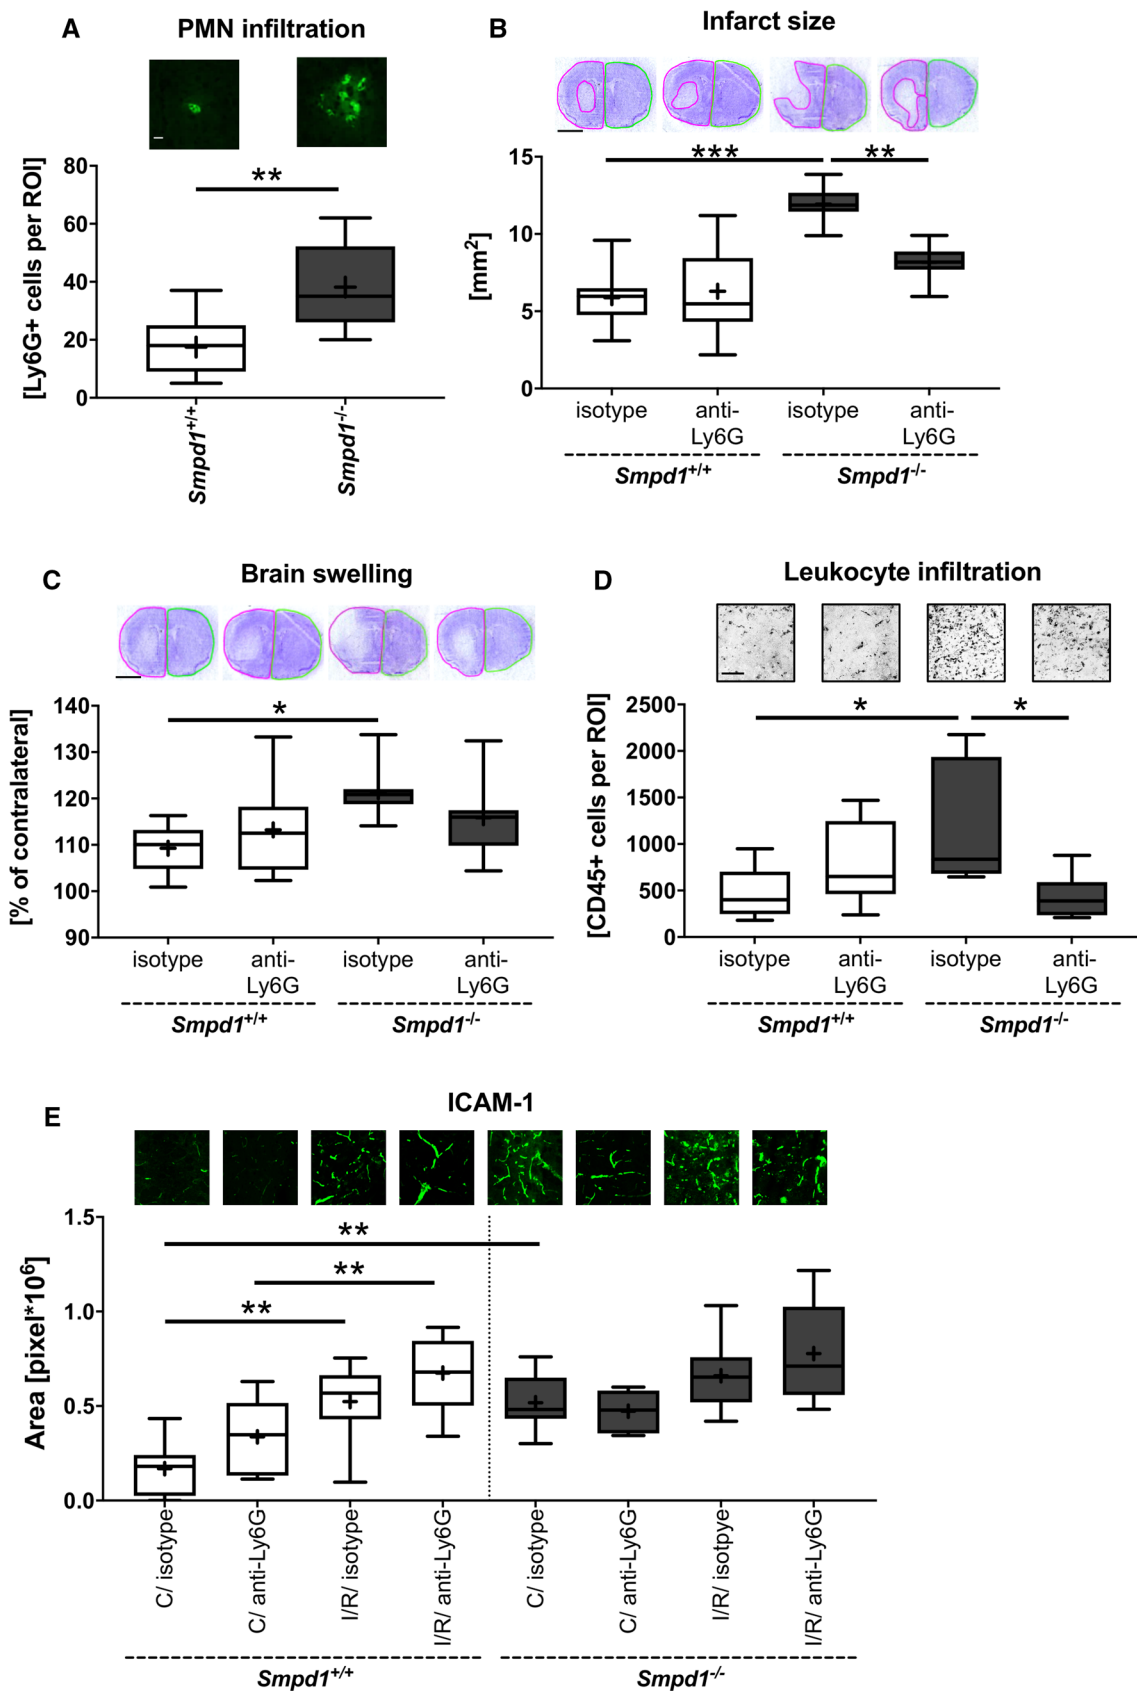 A
PMN infiltration
[Ly6G+ cells per ROI]
80
60
40
20
0
**
Smpd1+/+
Smpd1-/-
B
Infarct size
[mm2]
15
10
5
0
***
**
isotype
anti-
Ly6G
isotype
anti-
Ly6G
Smpd1+/+
Smpd1-/-
C
Brain swelling
[% of contralateral]
140
130
120
110
100
90
*
isotype
anti-
Ly6G
isotype
anti-
Ly6G
Smpd1+/+
Smpd1-/-
D
Leukocyte infiltration
[CD45+ cells per ROI]
2500
2000
1500
1000
500
0
*
*
isotype
anti-
Ly6G
isotype
anti-
Ly6G
Smpd1+/+
Smpd1-/-
E
ICAM-1
Area [pixel*106]
1.5
1.0
0.5
0.0
**
**
**
C/ isotype
C/ anti-Ly6G
I/R/ isotype
I/R/ anti-Ly6G
C/ isotype
C/ anti-Ly6G
I/R/ isotpye
I/R/ anti-Ly6G
Smpd1+/+
Smpd1-/-